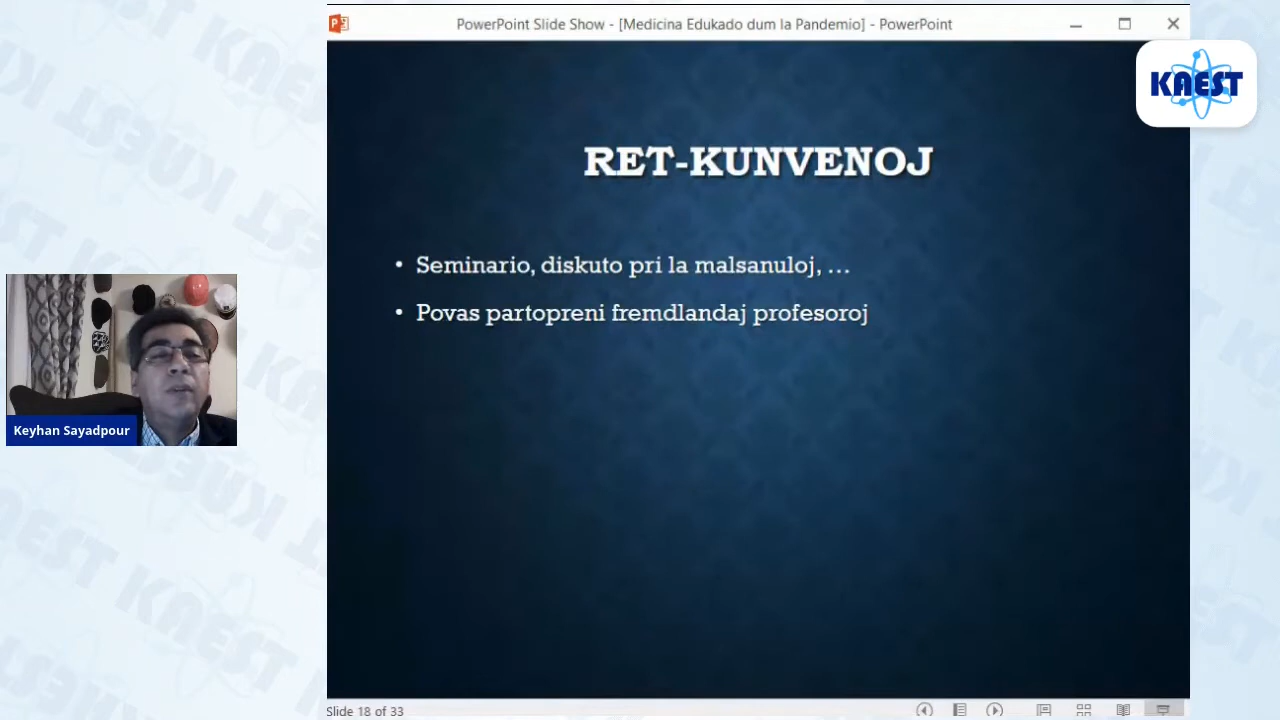 PowerPoint Slide Show - [Medicina Edukado dum la Pandemio] - PowerPoint
KAEST
RET-KUNVENOJ
• Seminario, diskuto pri la malsanuloj, ...
• Povas partopreni fremdlandaj profesoroj
Keyhan Sayadpour
Slide 18 of 33